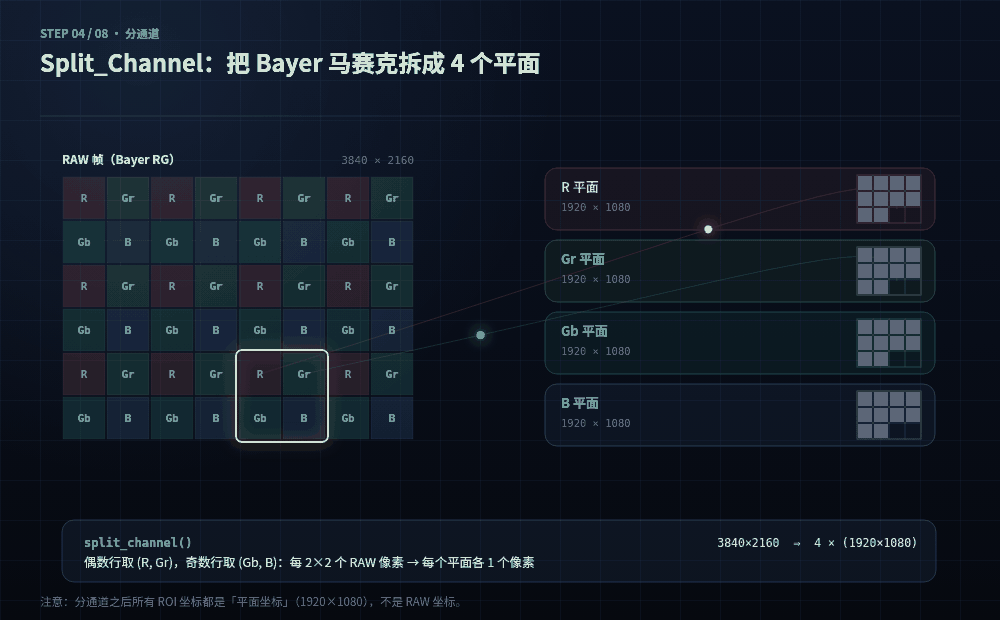 STEP 04 / 08 · 分通道
Split_Channel：把 Bayer 马赛克拆成 4 个平面
RAW 帧（Bayer RG）
3840 × 2160
R Gr R Gr R Gr R Gr
Gb B Gb B Gb B Gb B
R Gr R Gr R Gr R Gr
Gb B Gb B Gb B Gb B
R Gr R Gr R Gr R Gr
Gb B Gb B Gb B Gb B
R 平面
1920 × 1080
Gr 平面
1920 × 1080
Gb 平面
1920 × 1080
B 平面
1920 × 1080
split_channel()
3840×2160 ⇒ 4 × (1920×1080)
偶数行取 (R, Gr)，奇数行取 (Gb, B)：每 2×2 个 RAW 像素 → 每个平面各 1 个像素
注意：分通道之后所有 ROI 坐标都是「平面坐标」（1920×1080），不是 RAW 坐标。